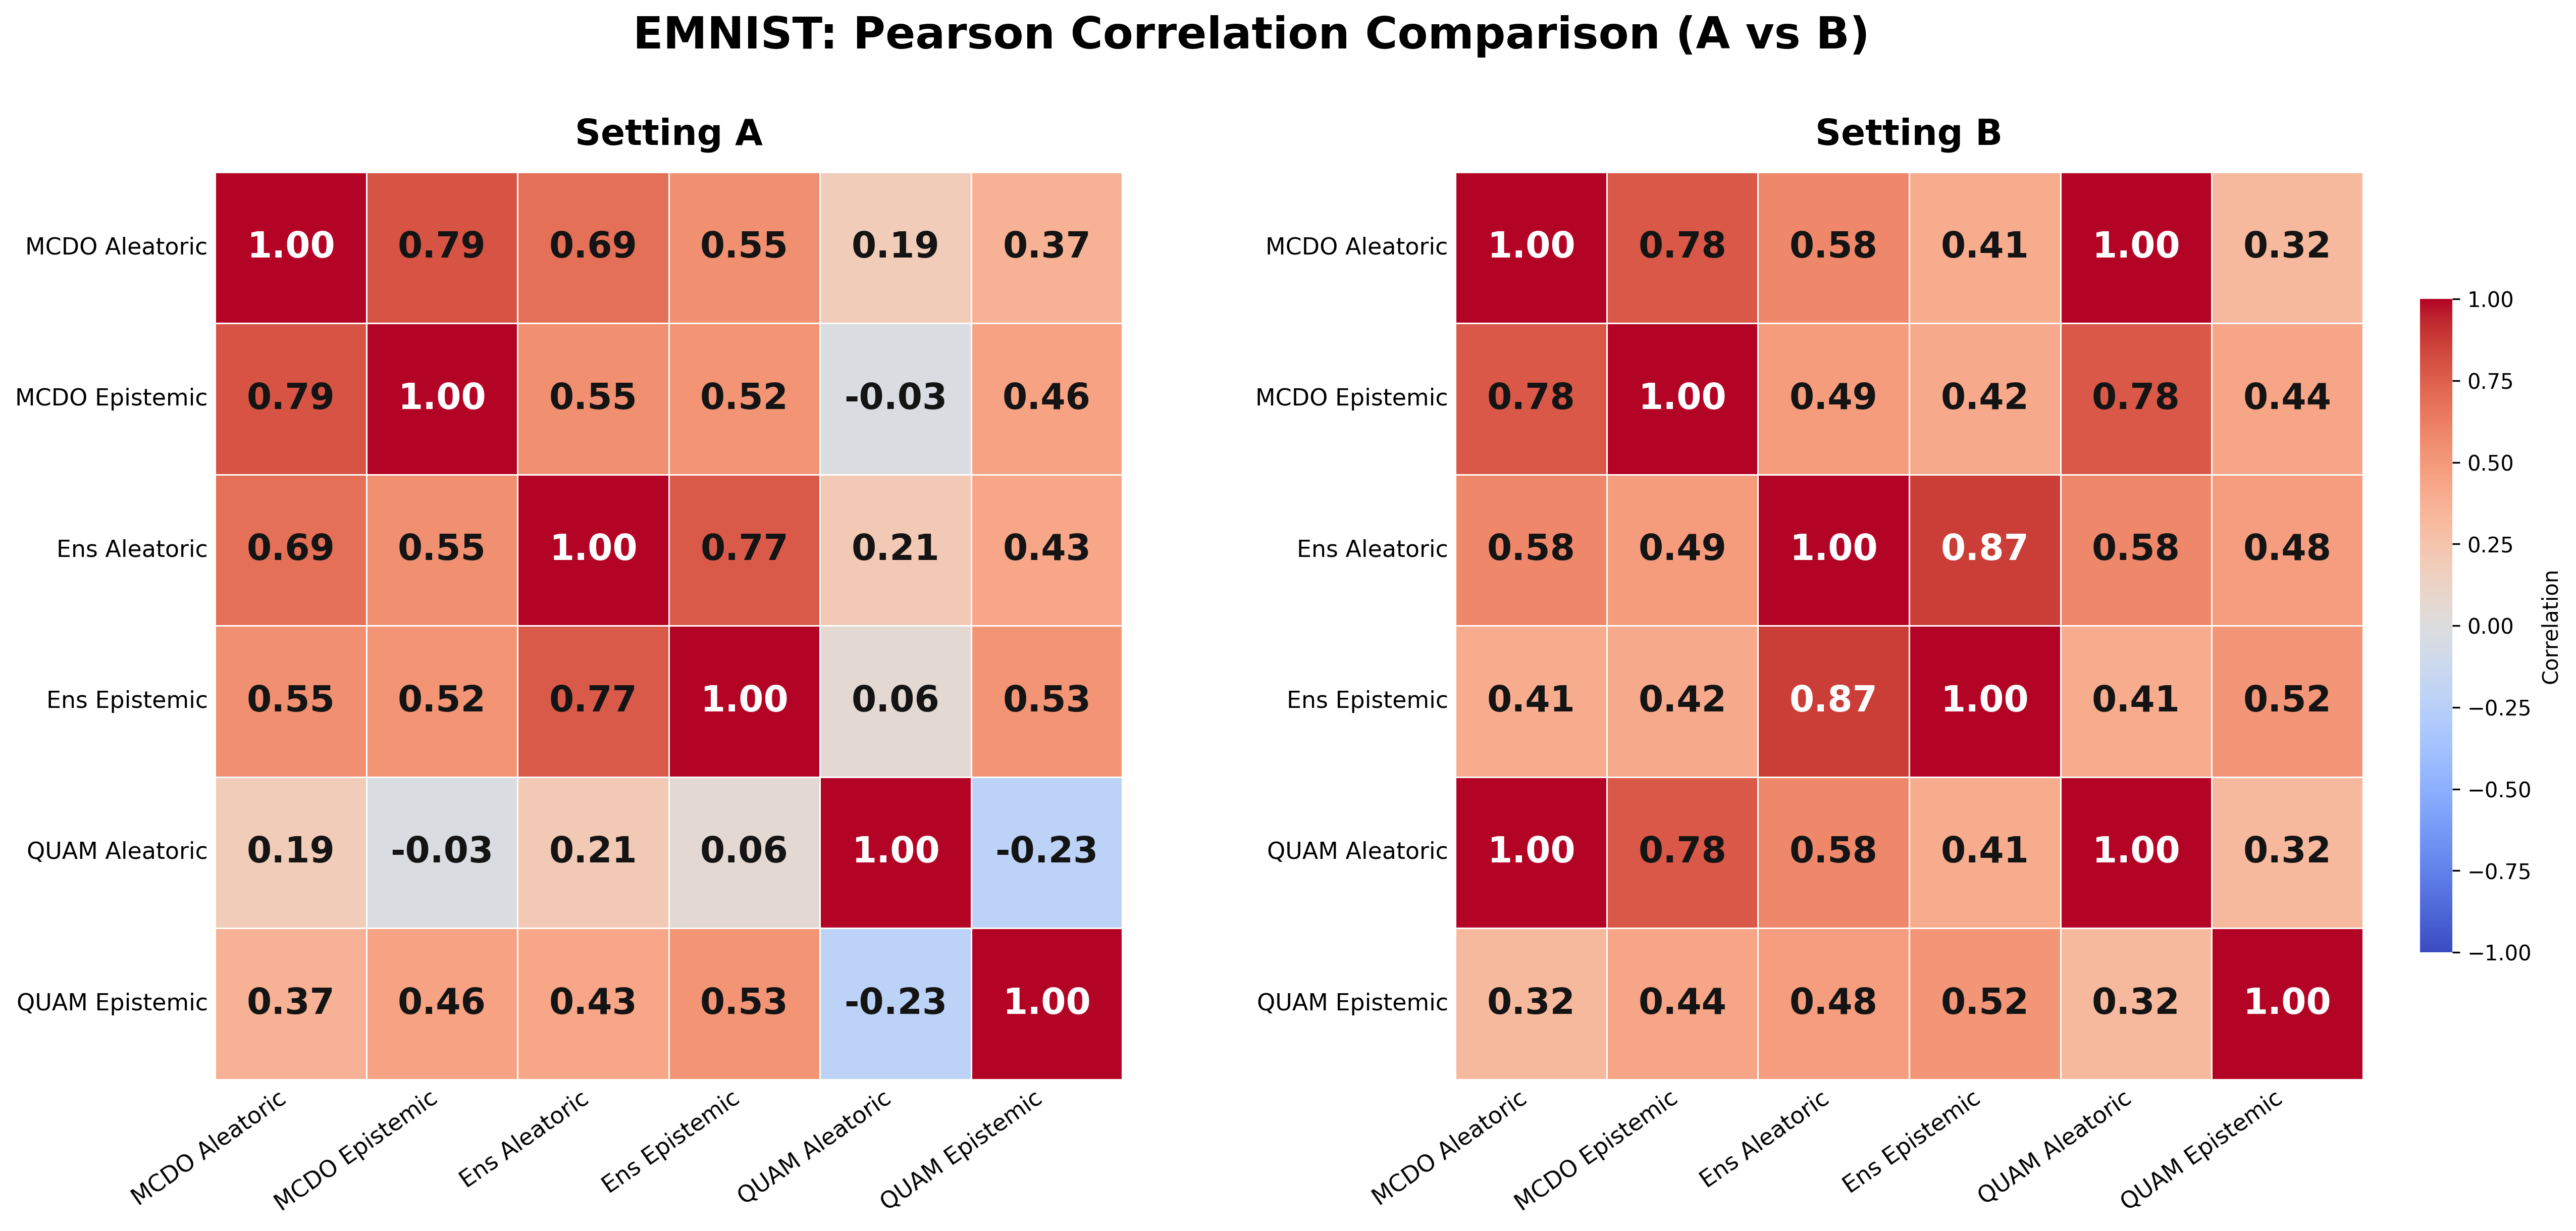 EMNIST: Pearson Correlation Comparison (A vs B)
Setting A
MCDO Aleatoric 1.00 0.79 0.69 0.55 0.19 0.37
MCDO Epistemic 0.79 1.00 0.55 0.52 -0.03 0.46
Ens Aleatoric 0.69 0.55 1.00 0.77 0.21 0.43
Ens Epistemic 0.55 0.52 0.77 1.00 0.06 0.53
QUAM Aleatoric 0.19 -0.03 0.21 0.06 1.00 -0.23
QUAM Epistemic 0.37 0.46 0.43 0.53 -0.23 1.00
MCDO Aleatoric MCDO Epistemic Ens Aleatoric Ens Epistemic QUAM Aleatoric QUAM Epistemic
Setting B
MCDO Aleatoric 1.00 0.78 0.58 0.41 1.00 0.32
MCDO Epistemic 0.78 1.00 0.49 0.42 0.78 0.44
Ens Aleatoric 0.58 0.49 1.00 0.87 0.58 0.48
Ens Epistemic 0.41 0.42 0.87 1.00 0.41 0.52
QUAM Aleatoric 1.00 0.78 0.58 0.41 1.00 0.32
QUAM Epistemic 0.32 0.44 0.48 0.52 0.32 1.00
MCDO Aleatoric MCDO Epistemic Ens Aleatoric Ens Epistemic QUAM Aleatoric QUAM Epistemic
1.00
0.75
0.50
0.25
0.00
−0.25
−0.50
−0.75
−1.00
Correlation